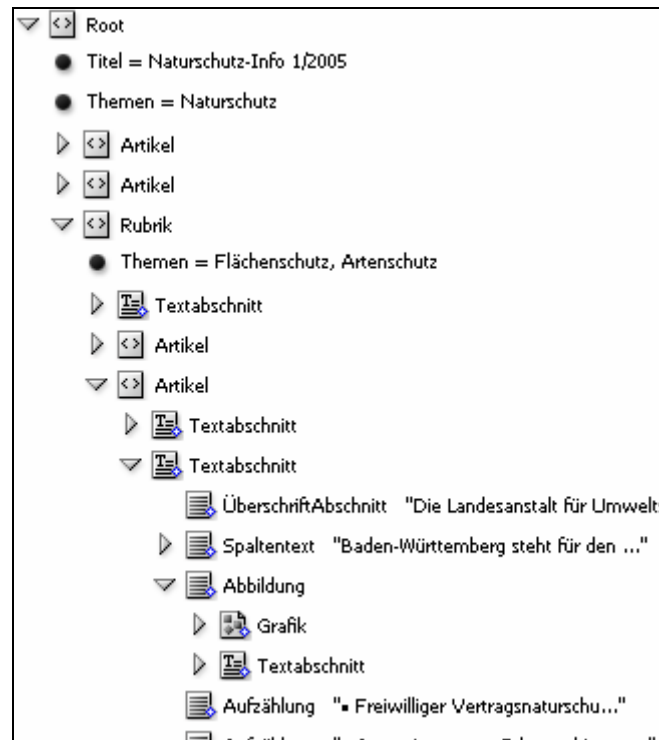 Root
Titel = Naturschutz-Info 1/2005
Themen = Naturschutz
Artikel
Artikel
Rubrik
Themen = Flächenschutz, Artenschutz
Textabschnitt
Artikel
Artikel
Textabschnitt
Textabschnitt
ÜberschriftAbschnitt "Die Landesanstalt für Umwelts
Spaltentext "Baden-Württemberg steht für den ..."
Abbildung
Grafik
Textabschnitt
Aufzählung "▪ Freiwilliger Vertragsnaturschu..."